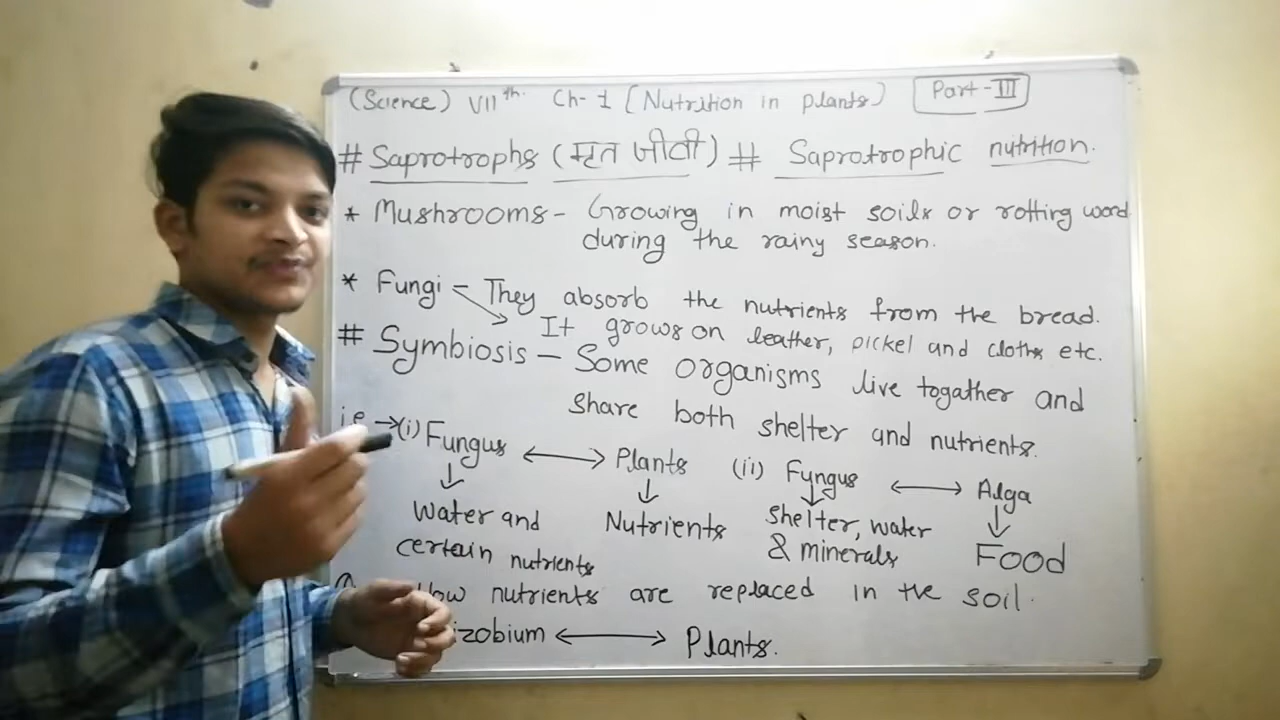 (Science) VIIth. Ch-1 [Nutrition in plants) Part-III
# Saprotrophs (म्रत जीवी) # Saprotrophic nutrition.
* Mushrooms - Growing in moist soils or rotting wood
during the rainy season.
* Fungi - They absorb the nutrients from the bread.
It grows on leather, pickel and cloths etc.
# Symbiosis - Some organisms live togather and
share both shelter and nutrients.
i.e → (i) Fungus ↔ Plants (ii) Fyngus ↔ Alga
↓ ↓ ↓ ↓
Water and Nutrients shelter, water Food
certain nutrients & minerals
How nutrients are replaced in the soil.
izobium ↔ Plants.